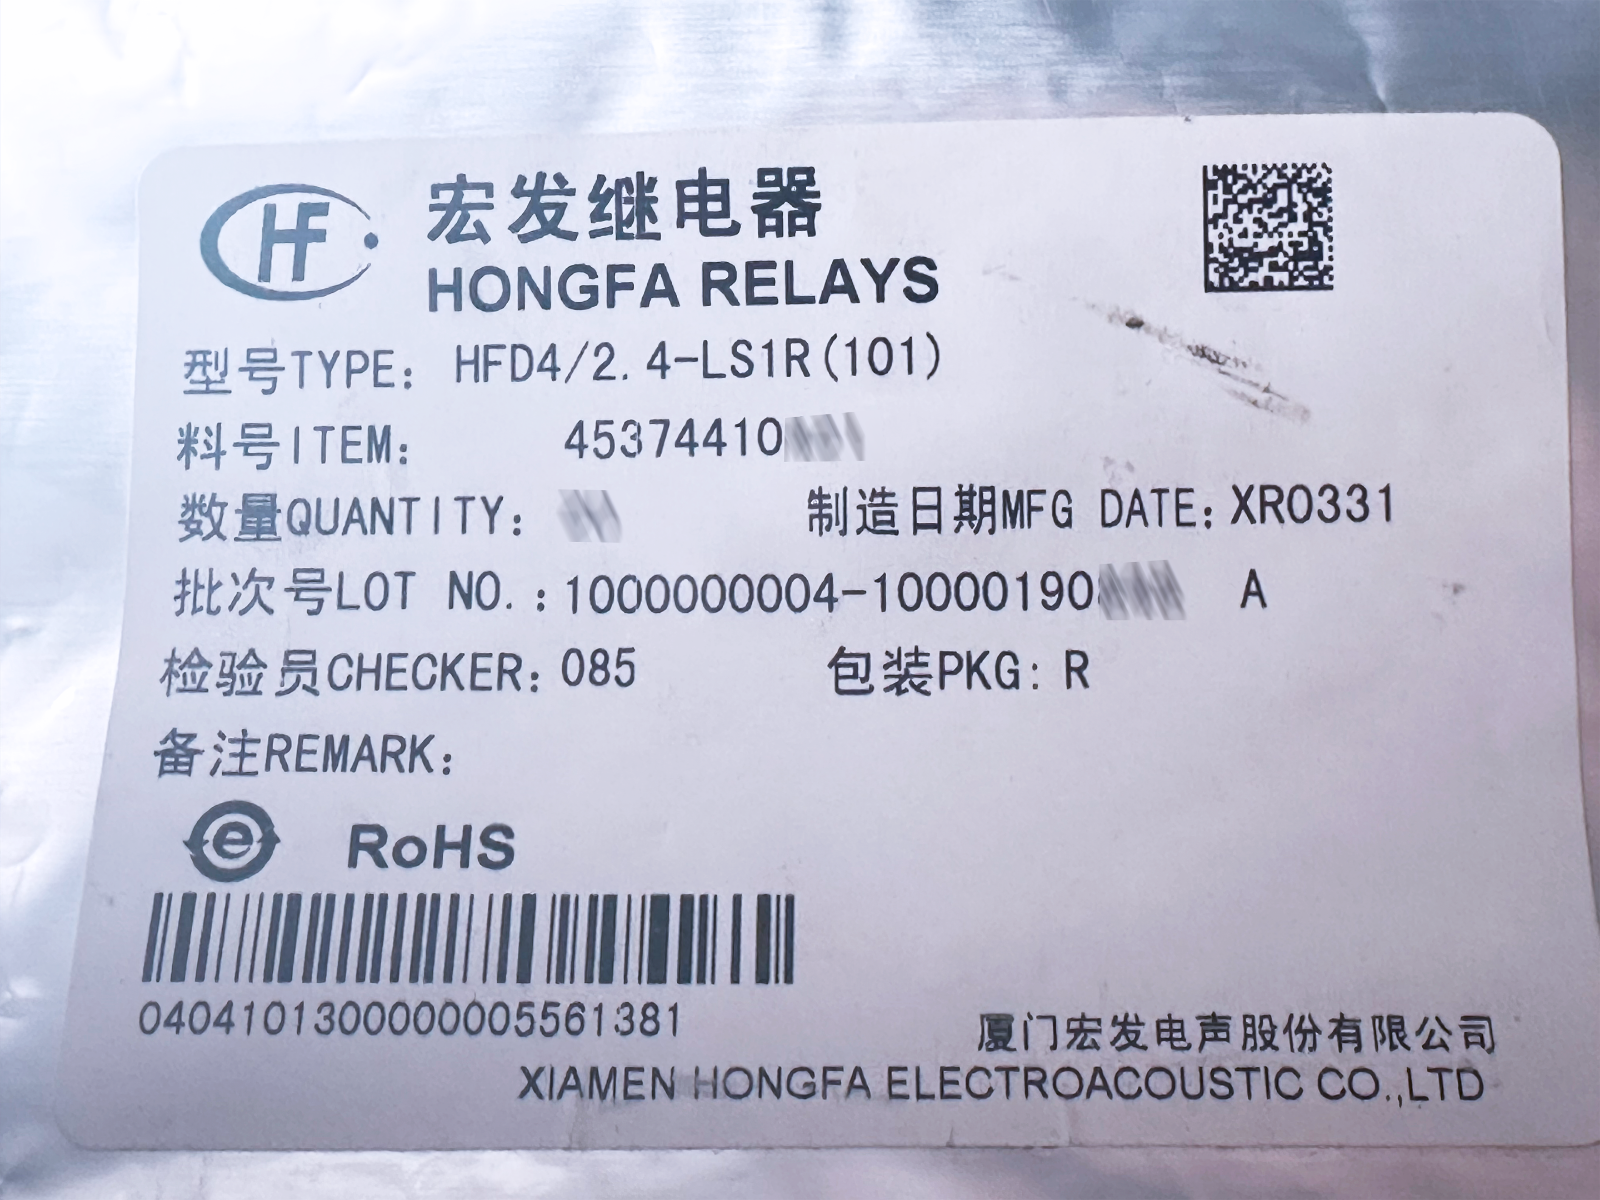 HF 宏发继电器
HONGFA RELAYS
型号TYPE: HFD4/2.4-LS1R(101)
料号ITEM: 45374410
数量QUANTITY: 制造日期MFG DATE: XR0331
批次号LOT NO.: 1000000004-10000190 A
检验员CHECKER: 085 包装PKG: R
备注REMARK:
e RoHS
04041013000000005561381
厦门宏发电声股份有限公司
XIAMEN HONGFA ELECTROACOUSTIC CO.,LTD